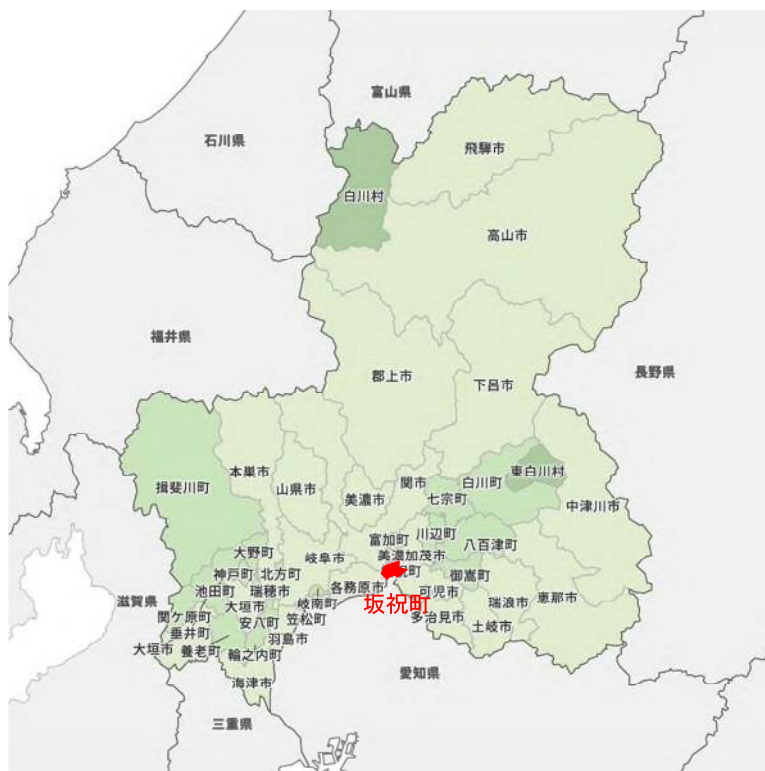 富山県
石川県
飛騨市
白川村
高山市
福井県
長野県
郡上市
下呂市
本巣市
揖斐川町
山県市
美濃市
関市
七宗町
白川町
東白川村
中津川市
富加町
川辺町
八百津町
大野町
岐阜市
美濃加茂市
神戸町
北方町
各務原市
御嵩町
滋賀県
池田町
瑞穂市
岐南町
坂祝町
可児市
瑞浪市
恵那市
関ケ原町
大垣市
安八町
笠松町
多治見市
土岐市
垂井町
羽島市
大垣市
養老町
輪之内町
海津市
愛知県
三重県